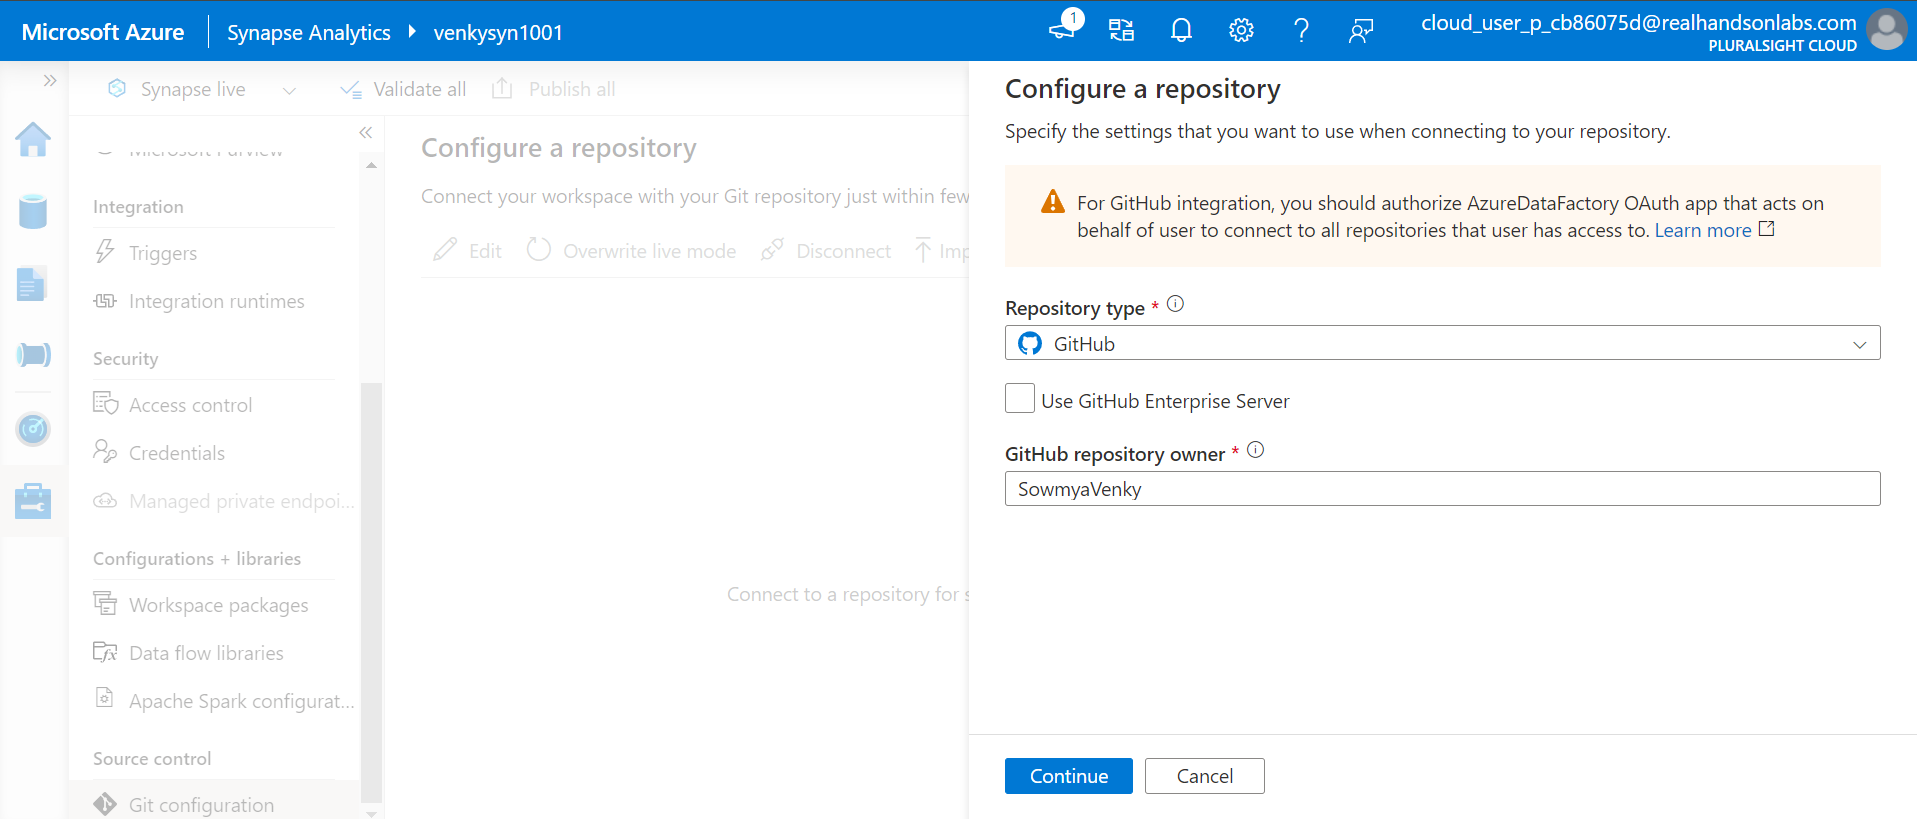 Microsoft Azure
Synapse Analytics
venkysyn1001
1
cloud_user_p_cb86075d@realhandsonlabs.com
PLURALSIGHT CLOUD
Synapse live
Validate all
Publish all
Microsoft Purview
Integration
Triggers
Integration runtimes
Security
Access control
Credentials
Managed private endpoi...
Configurations + libraries
Workspace packages
Data flow libraries
Apache Spark configurat...
Source control
Git configuration
Configure a repository
Connect your workspace with your Git repository just within few
Edit
Overwrite live mode
Disconnect
Imp
Connect to a repository for s
Configure a repository
Specify the settings that you want to use when connecting to your repository.
For GitHub integration, you should authorize AzureDataFactory OAuth app that acts on
behalf of user to connect to all repositories that user has access to. Learn more
Repository type *
GitHub
Use GitHub Enterprise Server
GitHub repository owner *
SowmyaVenky
Continue
Cancel